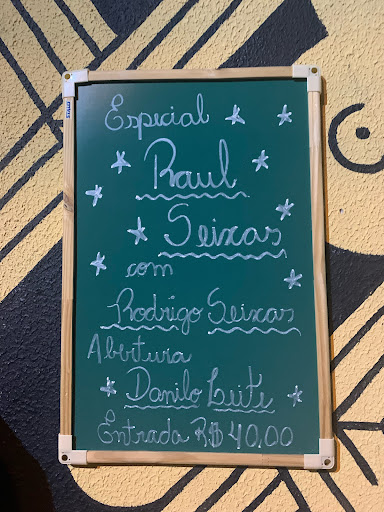 Especial
Raul
Seixas
com
Rodrigo Seixas
Abertura
Danilo Leite
Entrada R$ 40,00